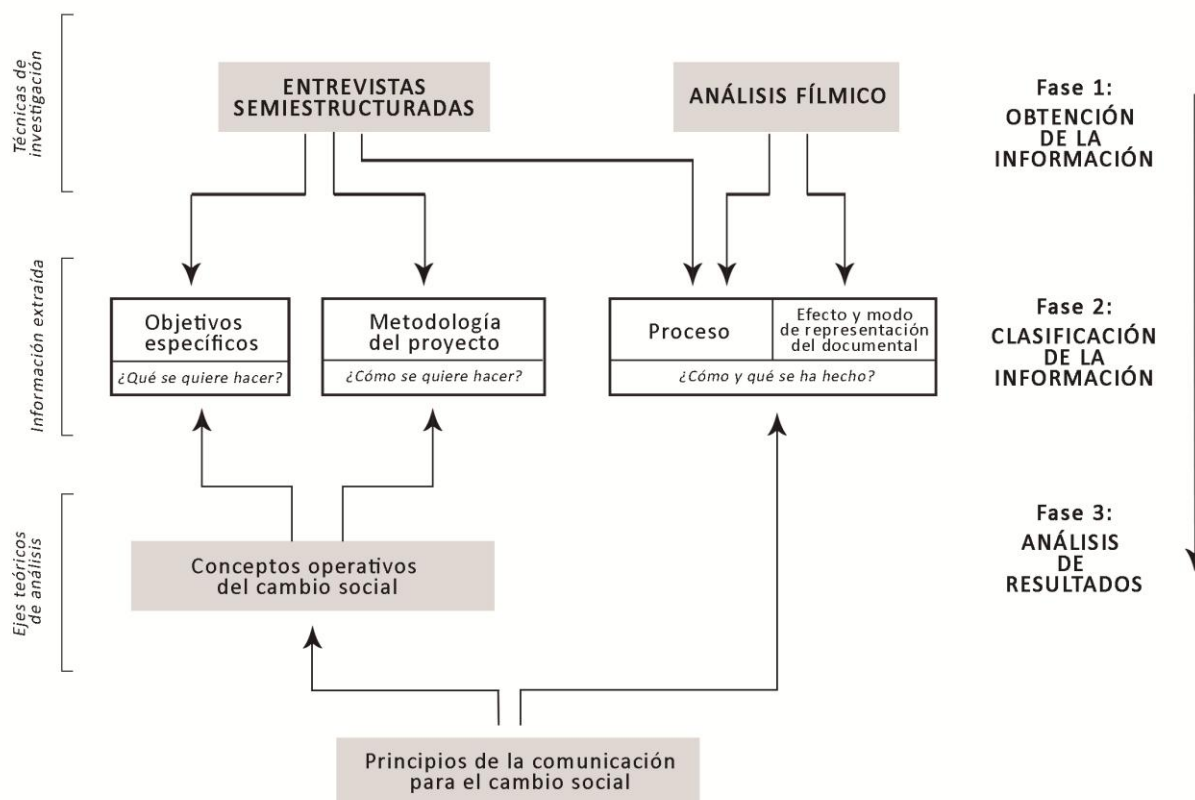 Técnicas de
investigación
ENTREVISTAS
SEMIESTRUCTURADAS
ANÁLISIS FÍLMICO
Fase 1:
OBTENCIÓN
DE LA
INFORMACIÓN
Información extraída
Objetivos
específicos
¿Qué se quiere hacer?
Metodología
del proyecto
¿Cómo se quiere hacer?
Proceso
Efecto y modo
de representación
del documental
¿Cómo y qué se ha hecho?
Fase 2:
CLASIFICACIÓN
DE LA
INFORMACIÓN
Ejes teóricos
de análisis
Conceptos operativos
del cambio social
Fase 3:
ANÁLISIS
DE
RESULTADOS
Principios de la comunicación
para el cambio social